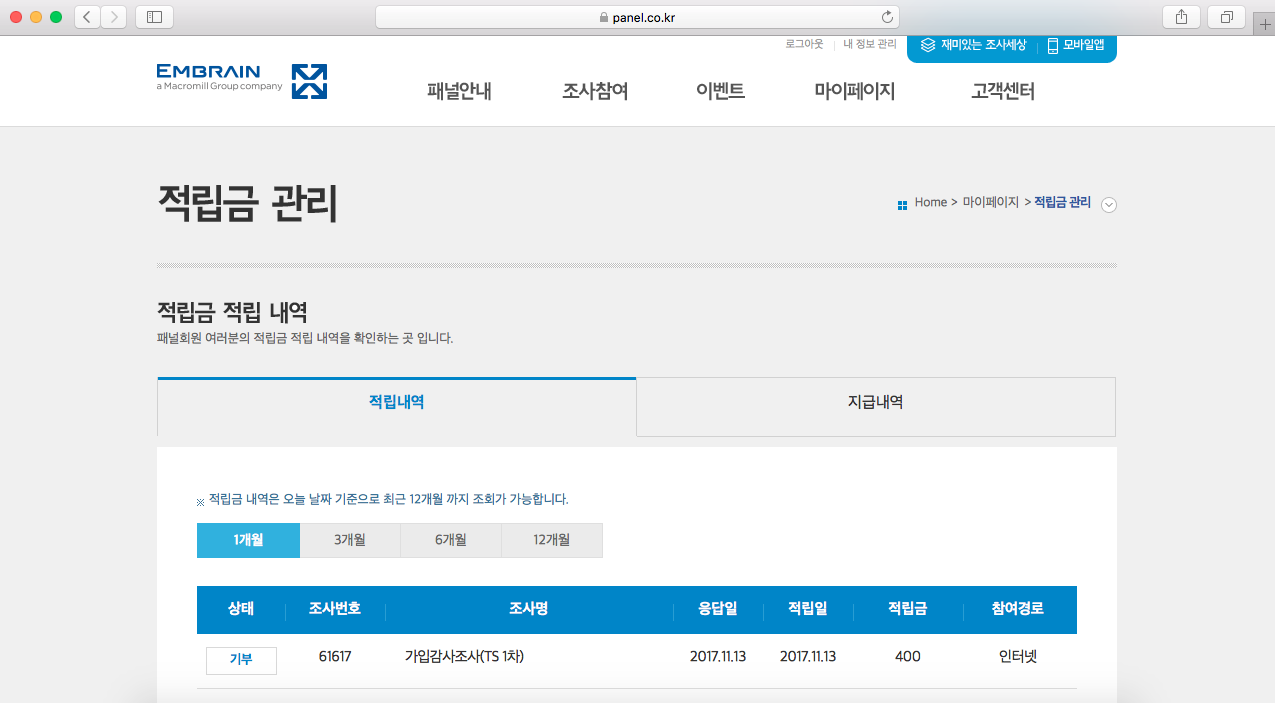 panel.co.kr
로그아웃 내 정보 관리 재미있는 조사세상 모바일앱
EMBRAIN
a Macromill Group company
패널안내 조사참여 이벤트 마이페이지 고객센터
적립금 관리
Home > 마이페이지 > 적립금 관리
적립금 적립 내역
패널회원 여러분의 적립금 적립 내역을 확인하는 곳 입니다.
적립내역 지급내역
※ 적립금 내역은 오늘 날짜 기준으로 최근 12개월 까지 조회가 가능합니다.
1개월 3개월 6개월 12개월
상태 조사번호 조사명 응답일 적립일 적립금 참여경로
기부 61617 가입감사조사(TS 1차) 2017.11.13 2017.11.13 400 인터넷